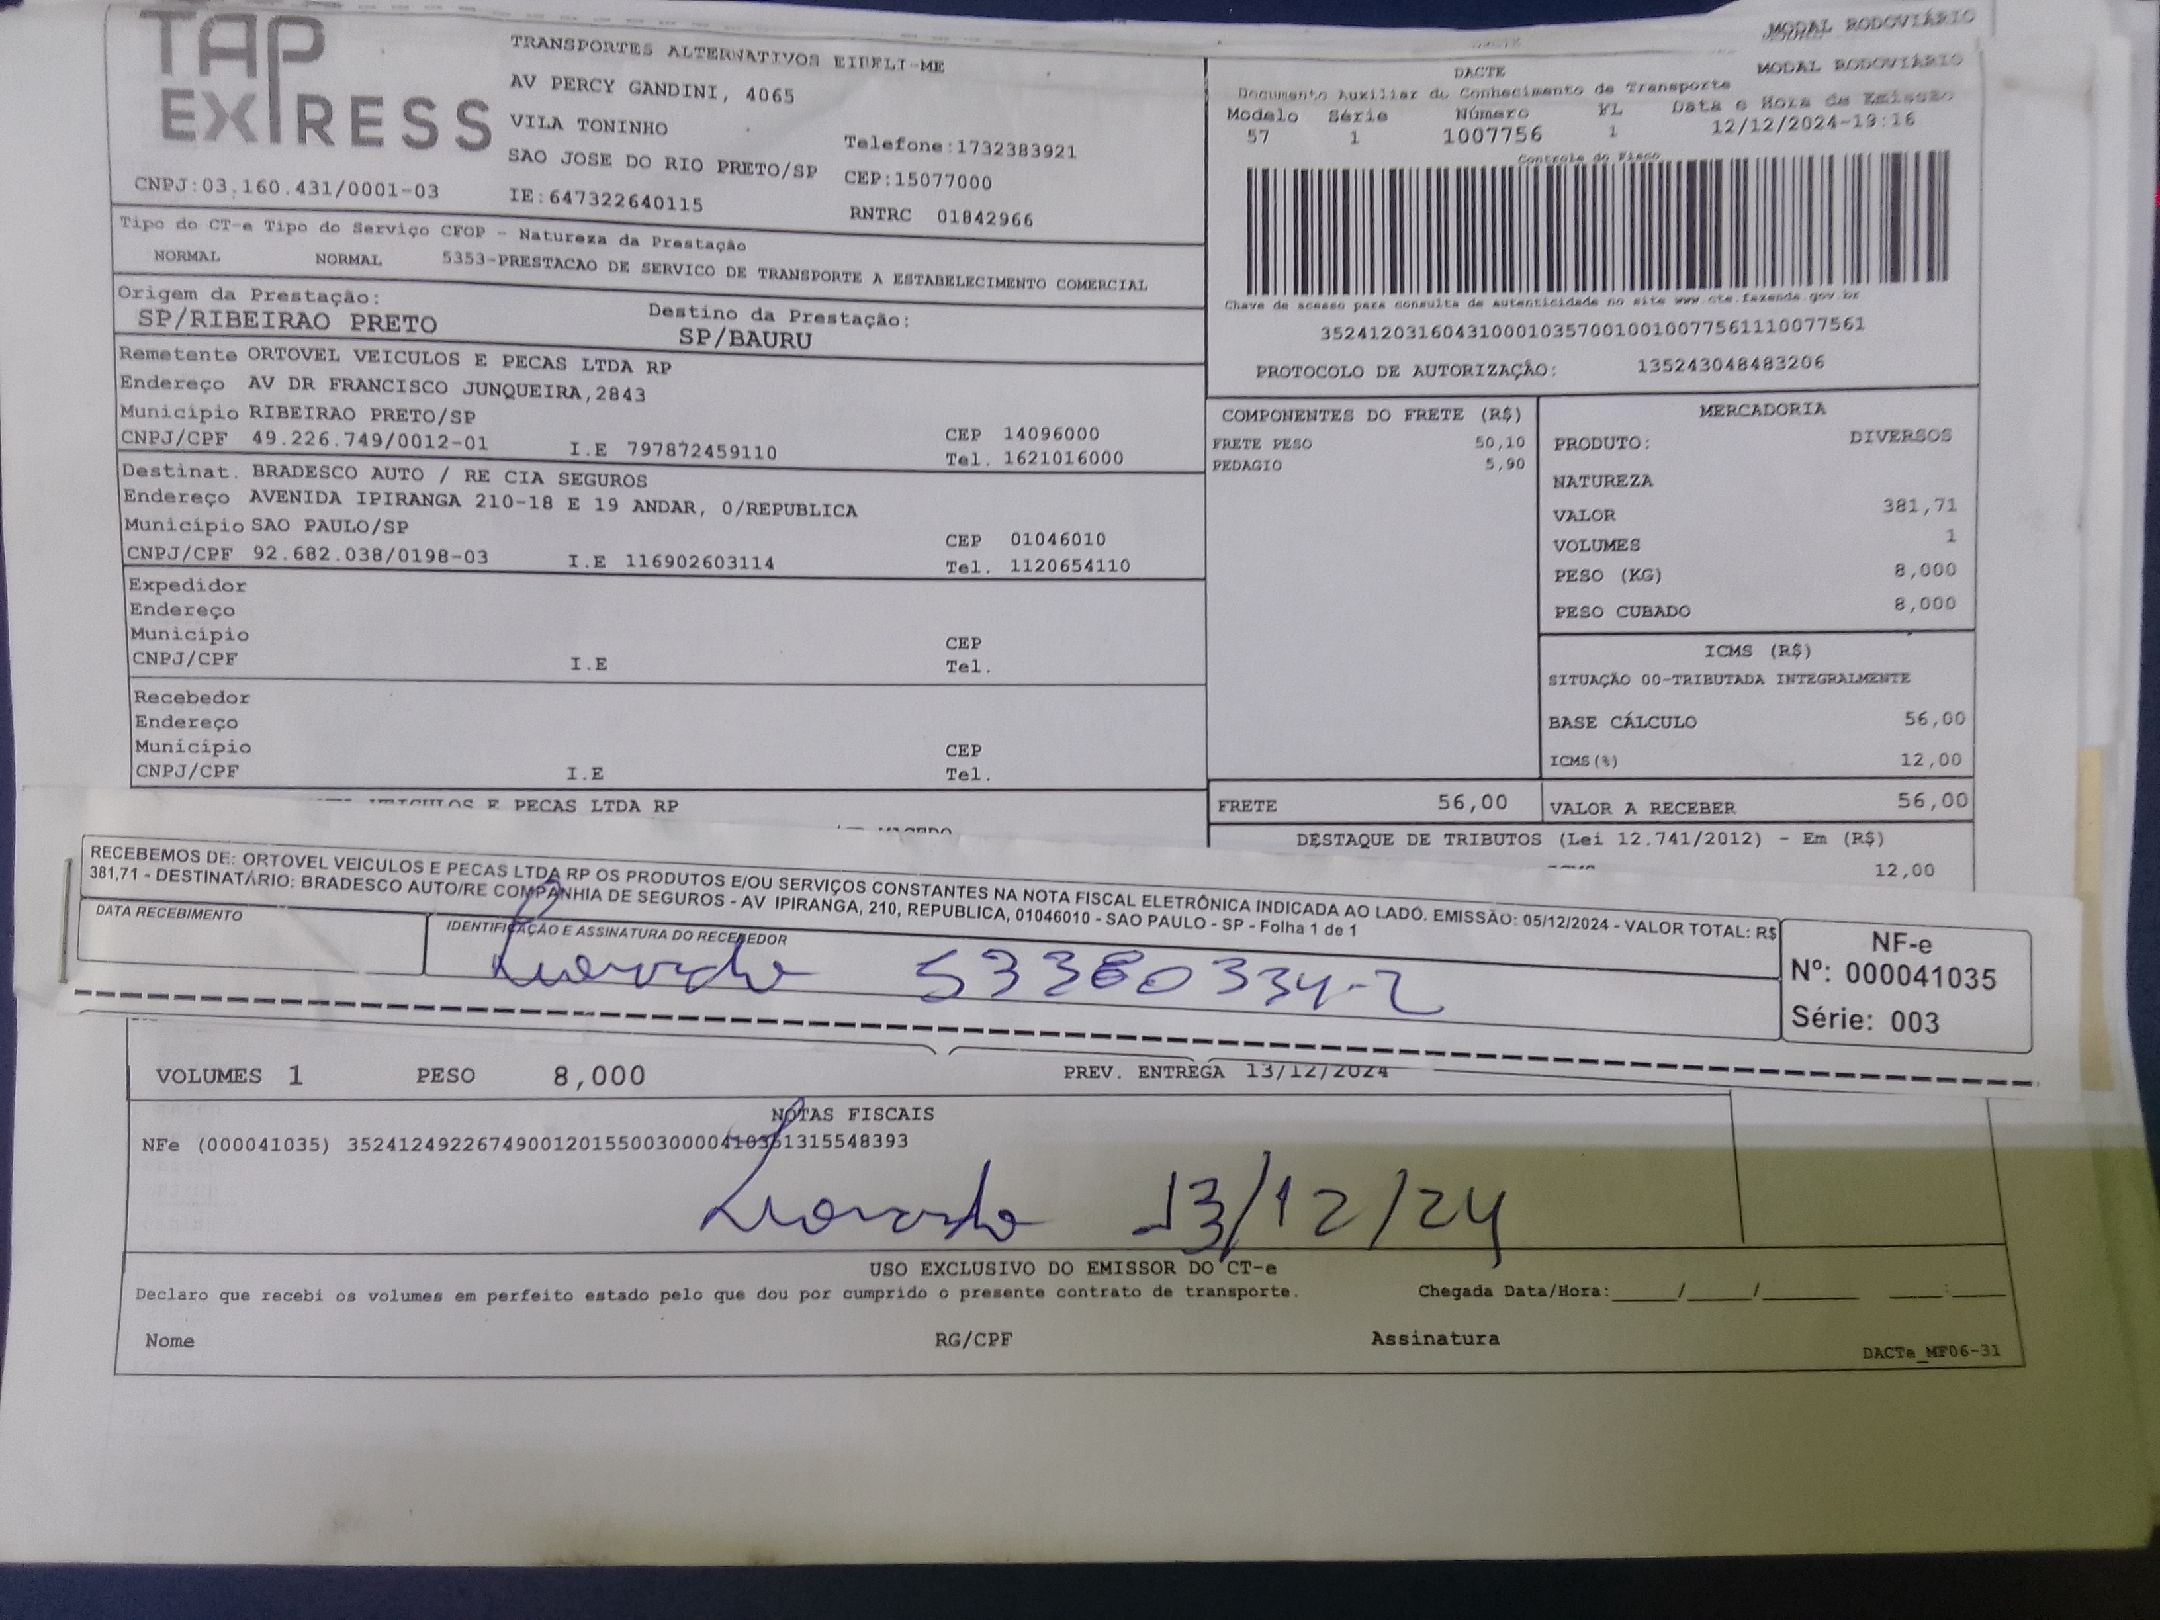 MODAL RODOVIÁRIO
TAP EXPRESS
TRANSPORTES ALTERNATIVOS EIRELI-ME
AV PERCY GANDINI, 4065
VILA TONINHO
Telefone:1732383921
SAO JOSE DO RIO PRETO/SP
CEP:15077000
CNPJ:03.160.431/0001-03
IE:647322640115
RNTRC 01842966
MODAL RODOVIÁRIO
DACTE
Documento Auxiliar do Conhecimento de Transporte
Modelo Série Número FL Data e Hora de Emissão
57 1 1007756 1 12/12/2024-19:16
Controle do Fisco
Chave de acesso para consulta de autenticidade no site www.cte.fazenda.gov.br
35241203160431000103570010010077561110077561
PROTOCOLO DE AUTORIZAÇÃO: 135243048483206
Tipo do CT-e Tipo do Serviço CFOP - Natureza da Prestação
NORMAL NORMAL 5353-PRESTACAO DE SERVICO DE TRANSPORTE A ESTABELECIMENTO COMERCIAL
Origem da Prestação: Destino da Prestação:
SP/RIBEIRAO PRETO SP/BAURU
Remetente ORTOVEL VEICULOS E PECAS LTDA RP
Endereço AV DR FRANCISCO JUNQUEIRA,2843
Município RIBEIRAO PRETO/SP CEP 14096000
CNPJ/CPF 49.226.749/0012-01 I.E 797872459110 Tel. 1621016000
Destinat. BRADESCO AUTO / RE CIA SEGUROS
Endereço AVENIDA IPIRANGA 210-18 E 19 ANDAR, 0/REPUBLICA
Município SAO PAULO/SP CEP 01046010
CNPJ/CPF 92.682.038/0198-03 I.E 116902603114 Tel. 1120654110
Expedidor
Endereço
Município CEP
CNPJ/CPF I.E Tel.
Recebedor
Endereço
Município CEP
CNPJ/CPF I.E Tel.
COMPONENTES DO FRETE (R$)
FRETE PESO 50,10
PEDAGIO 5,90
FRETE 56,00
MERCADORIA
PRODUTO: DIVERSOS
NATUREZA
VALOR 381,71
VOLUMES 1
PESO (KG) 8,000
PESO CUBADO 8,000
ICMS (R$)
SITUAÇÃO 00-TRIBUTADA INTEGRALMENTE
BASE CÁLCULO 56,00
ICMS(%) 12,00
VALOR A RECEBER 56,00
DESTAQUE DE TRIBUTOS (Lei 12.741/2012) - Em (R$)
12,00
VEICULOS E PECAS LTDA RP
RECEBEMOS DE: ORTOVEL VEICULOS E PECAS LTDA RP OS PRODUTOS E/OU SERVIÇOS CONSTANTES NA NOTA FISCAL ELETRÔNICA INDICADA AO LADO. EMISSÃO: 05/12/2024 - VALOR TOTAL: R$
381,71 - DESTINATÁRIO: BRADESCO AUTO/RE COMPANHIA DE SEGUROS - AV IPIRANGA, 210, REPUBLICA, 01046010 - SAO PAULO - SP - Folha 1 de 1
DATA RECEBIMENTO
IDENTIFICAÇÃO E ASSINATURA DO RECEBEDOR
53380334-2
NF-e
Nº: 000041035
Série: 003
VOLUMES 1 PESO 8,000 PREV. ENTREGA 13/12/2024
NOTAS FISCAIS
NFe (000041035) 35241249226749001201550030000410351315548393
13/12/24
USO EXCLUSIVO DO EMISSOR DO CT-e
Declaro que recebi os volumes em perfeito estado pelo que dou por cumprido o presente contrato de transporte. Chegada Data/Hora:_____/_____/________ ____:____
Nome RG/CPF Assinatura
DACTe_MF06-31